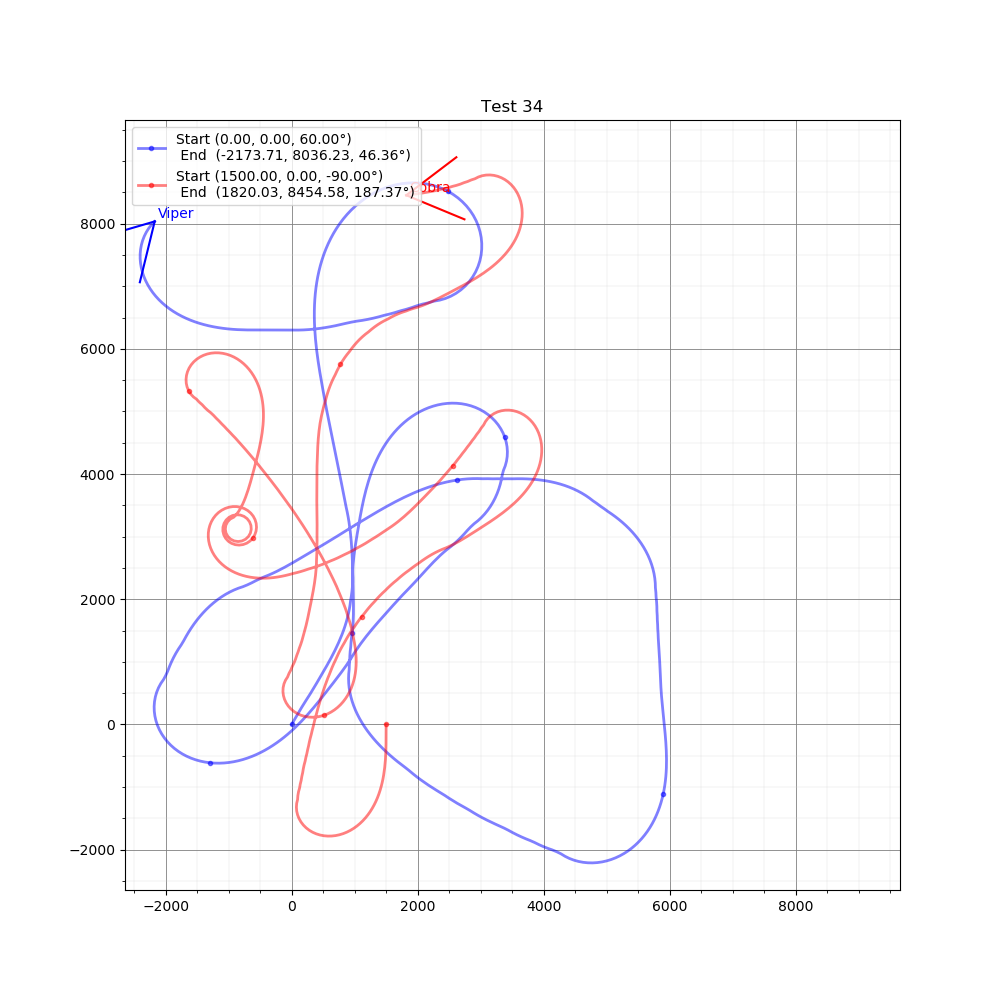 Test 34
Start (0.00, 0.00, 60.00°)
End (-2173.71, 8036.23, 46.36°)
Start (1500.00, 0.00, -90.00°)
End (1820.03, 8454.58, 187.37°)
Viper
8000
6000
4000
2000
0
−2000
−2000 0 2000 4000 6000 8000